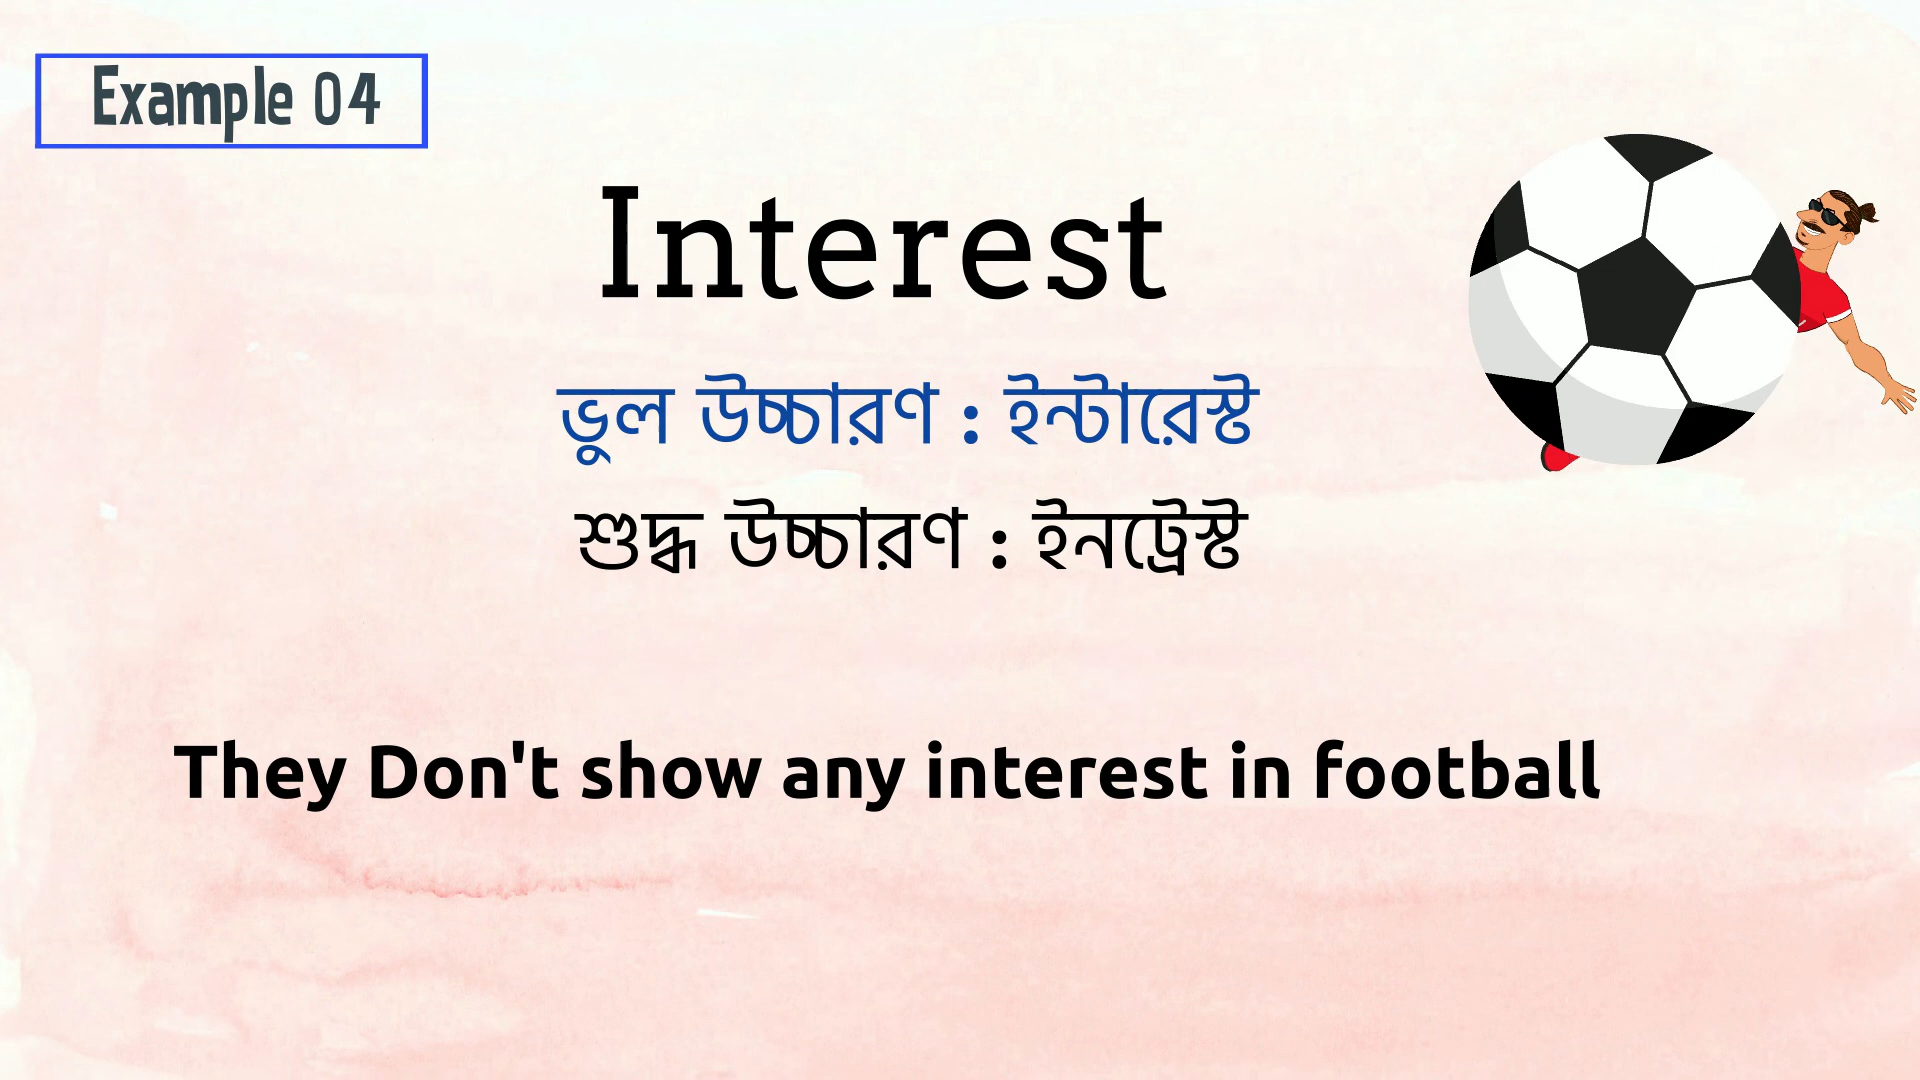 Example 04
Interest
ভুল উচ্চারণ : ইন্টারেস্ট
শুদ্ধ উচ্চারণ : ইনট্রেস্ট
They Don't show any interest in football